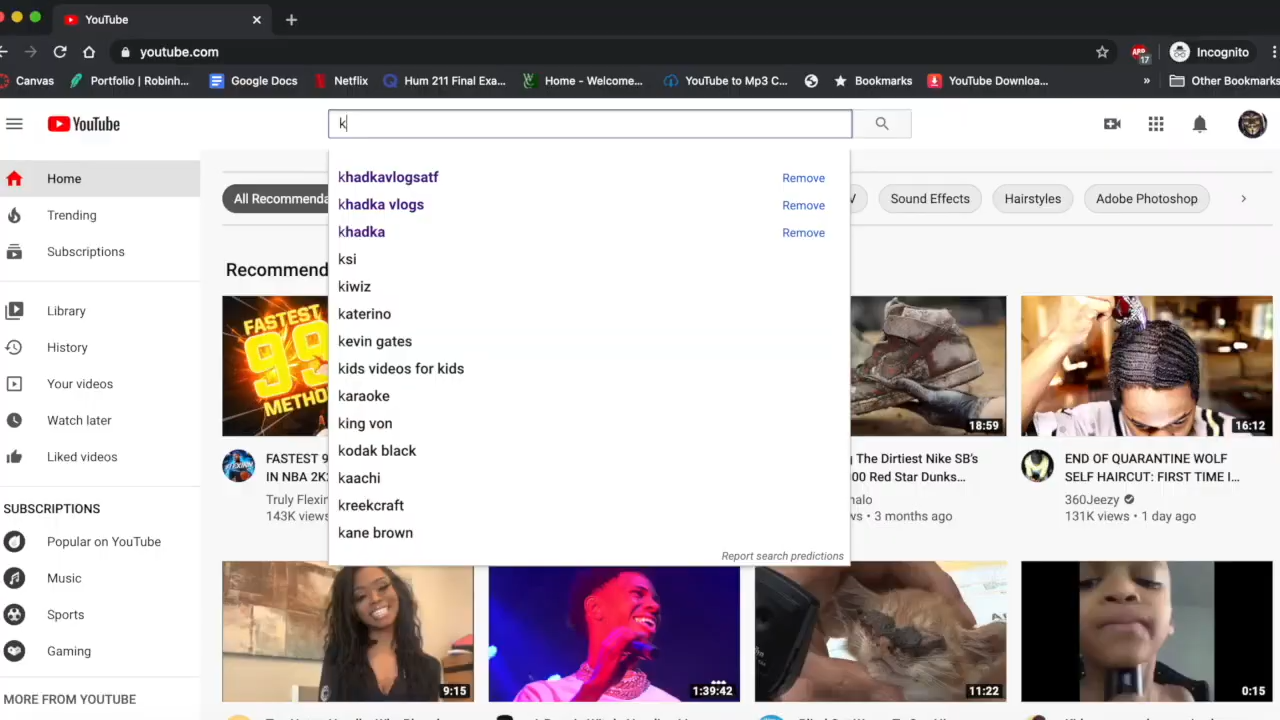 YouTube
youtube.com
ABP
17
Incognito
Canvas
Portfolio | Robinh...
Google Docs
Netflix
Hum 211 Final Exa...
Home - Welcome...
YouTube to Mp3 C...
Bookmarks
YouTube Downloa...
»
Other Bookmarks
YouTube
k
khadkavlogsatf
Remove
khadka vlogs
Remove
khadka
Remove
ksi
kiwiz
katerino
kevin gates
kids videos for kids
karaoke
king von
kodak black
kaachi
kreekcraft
kane brown
Report search predictions
Home
Trending
Subscriptions
Library
History
Your videos
Watch later
Liked videos
SUBSCRIPTIONS
Popular on YouTube
Music
Sports
Gaming
MORE FROM YOUTUBE
All Recommenda
Sound Effects
Hairstyles
Adobe Photoshop
Recommend
FASTEST
99
METHO
FASTEST 9
IN NBA 2K
Truly Flexin
143K views
18:59
The Dirtiest Nike SB's
00 Red Star Dunks...
nalo
ws • 3 months ago
16:12
END OF QUARANTINE WOLF
SELF HAIRCUT: FIRST TIME I...
360Jeezy
131K views • 1 day ago
9:15
1:39:42
11:22
0:15